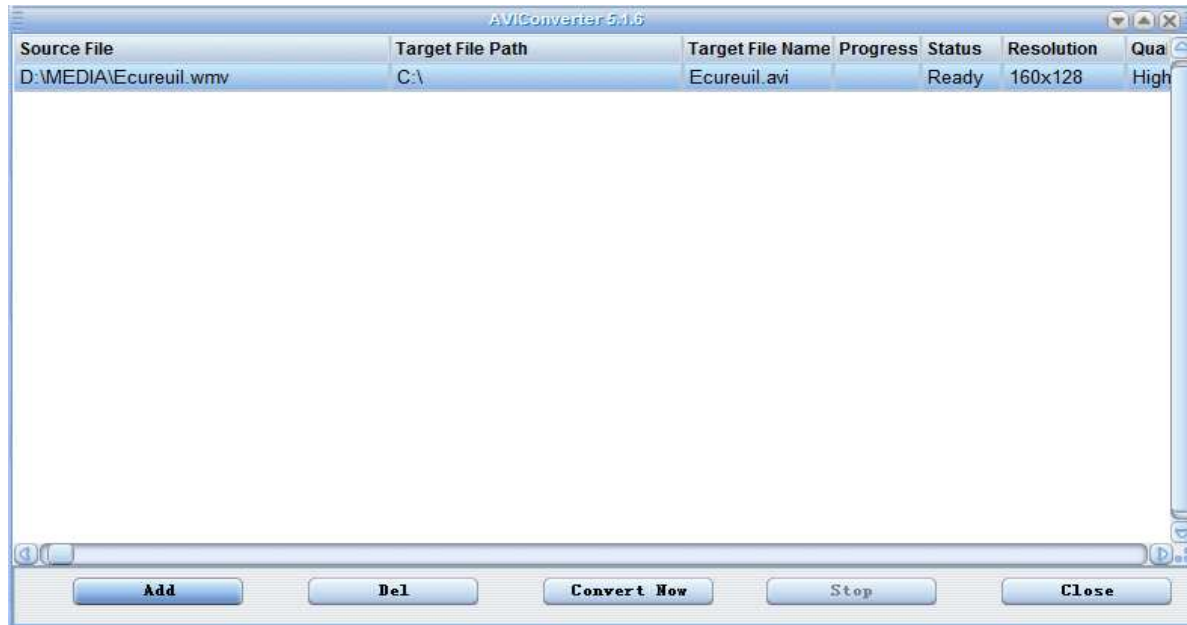 AVIConverter 5.1.6
Source File Target File Path Target File Name Progress Status Resolution Qua
D:\MEDIA\Ecureuil.wmv C:\ Ecureuil.avi Ready 160x128 High
Add Del Convert Now Stop Close